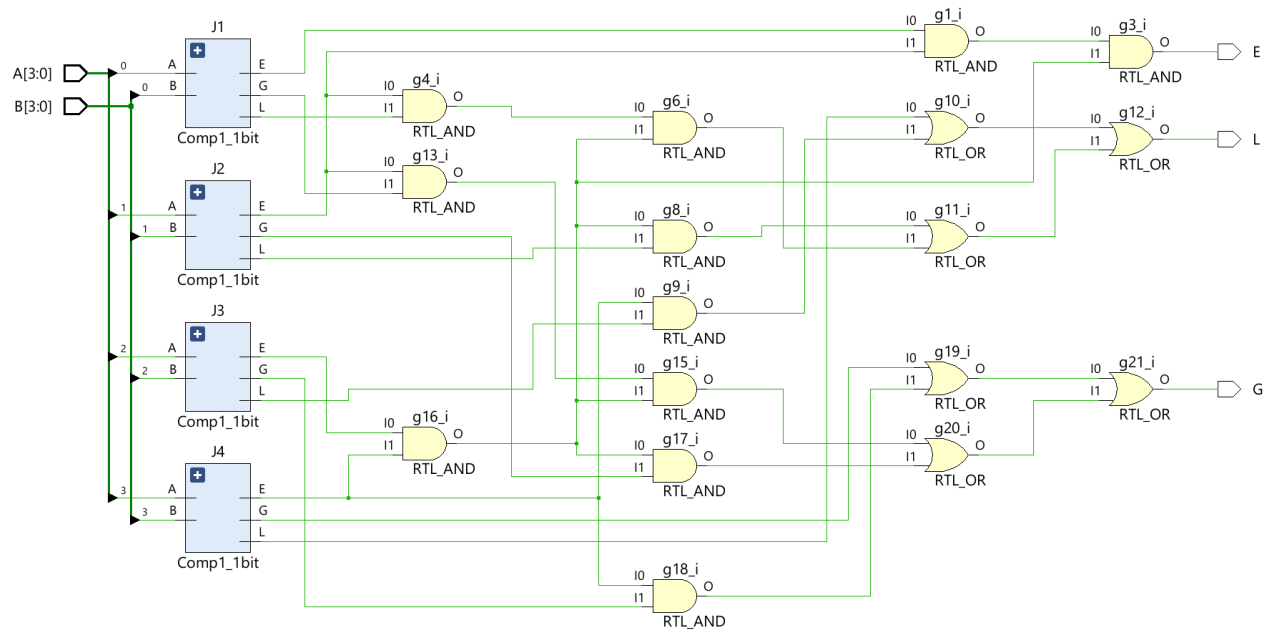 J1
g1_i
I0
O
I1
RTL_AND
g3_i
I0
O
I1
RTL_AND
E
A[3:0]
0
A
E
B[3:0]
0
B
G
L
Comp1_1bit
g4_i
I0
O
I1
RTL_AND
g6_i
I0
O
I1
RTL_AND
g10_i
I0
O
I1
RTL_OR
g12_i
I0
O
I1
RTL_OR
L
g13_i
I0
O
I1
RTL_AND
J2
1
A
E
1
B
G
L
Comp1_1bit
g8_i
I0
O
I1
RTL_AND
g11_i
I0
O
I1
RTL_OR
g9_i
I0
O
I1
RTL_AND
J3
2
A
E
2
B
G
L
Comp1_1bit
g15_i
I0
O
I1
RTL_AND
g19_i
I0
O
I1
RTL_OR
g21_i
I0
O
I1
RTL_OR
G
g16_i
I0
O
I1
RTL_AND
g17_i
I0
O
I1
RTL_AND
g20_i
I0
O
I1
RTL_OR
J4
3
A
E
3
B
G
L
Comp1_1bit
g18_i
I0
O
I1
RTL_AND